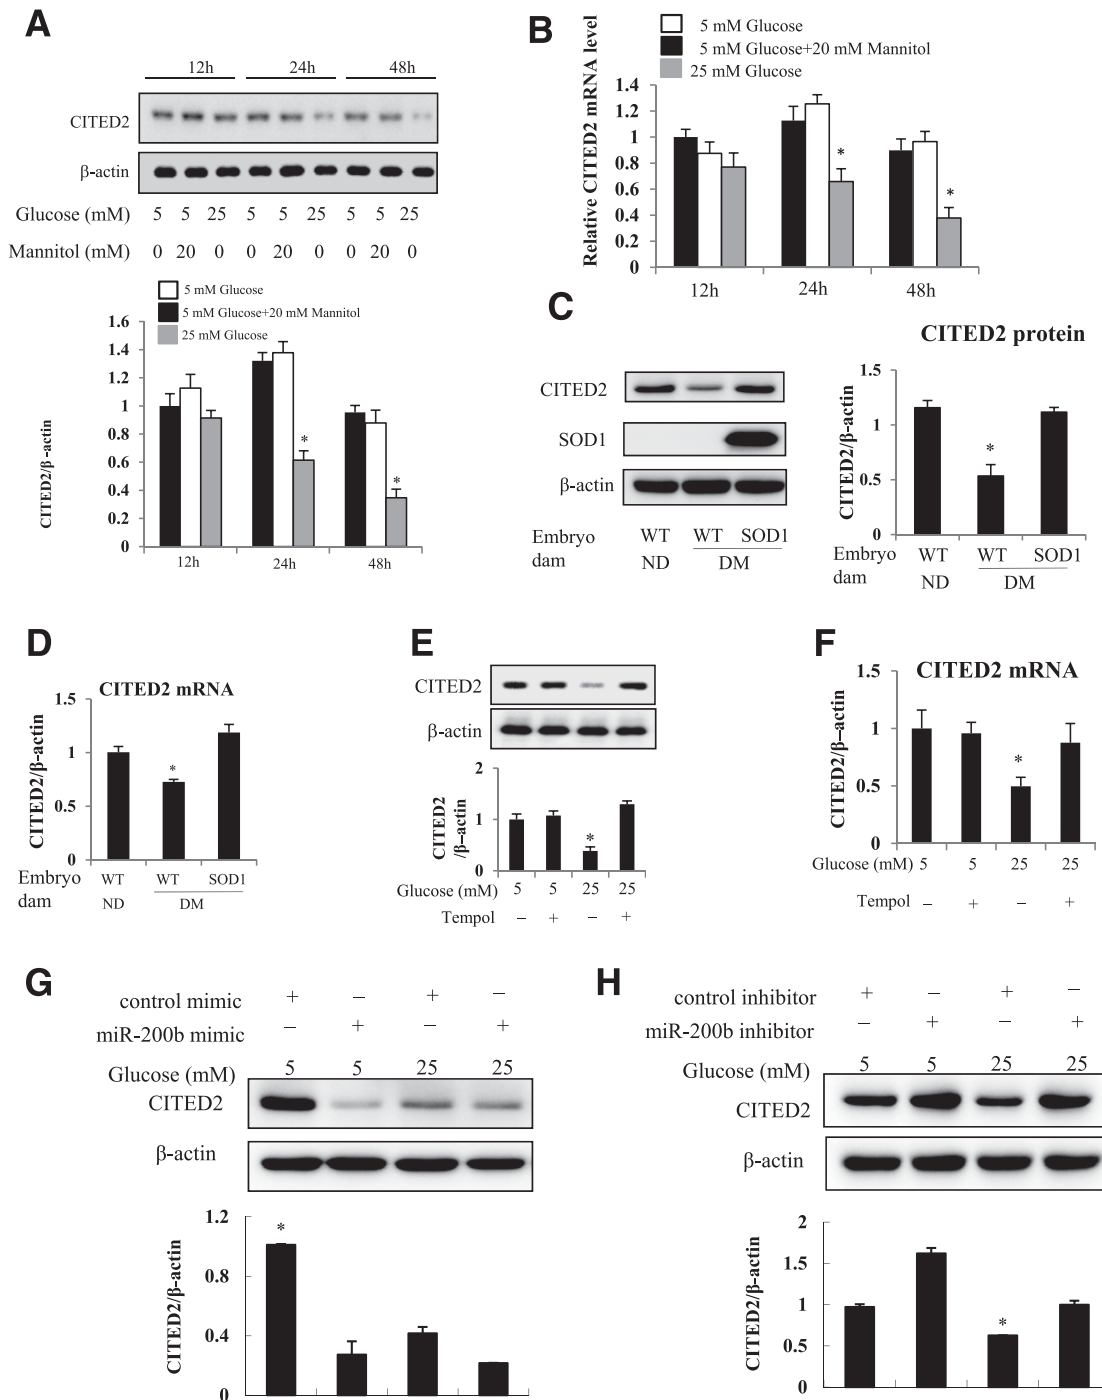 A
12h 24h 48h
CITED2
β-actin
Glucose (mM) 5 5 25 5 5 25 5 5 25
Mannitol (mM) 0 20 0 0 20 0 0 20 0
5 mM Glucose
5 mM Glucose+20 mM Mannitol
25 mM Glucose
CITED2/β-actin
1.6
1.4
1.2
1
0.8
0.6
0.4
0.2
0
* *
12h 24h 48h
B
5 mM Glucose
5 mM Glucose+20 mM Mannitol
25 mM Glucose
Relative CITED2 mRNA level
1.4
1.2
1
0.8
0.6
0.4
0.2
0
* *
12h 24h 48h
C
CITED2
SOD1
β-actin
Embryo WT WT SOD1
dam ND DM
CITED2 protein
CITED2/β-actin
1.5
1
0.5
0
*
Embryo WT WT SOD1
dam ND DM
D
CITED2 mRNA
CITED2/β-actin
1.5
1
0.5
0
*
Embryo WT WT SOD1
dam ND DM
E
CITED2
β-actin
CITED2
/β-actin
2
1
0
*
Glucose (mM) 5 5 25 25
Tempol – + – +
F
CITED2 mRNA
CITED2/β-actin
1.5
1
0.5
0
*
Glucose (mM) 5 5 25 25
Tempol – + – +
G
control mimic + – + –
miR-200b mimic – + – +
Glucose (mM) 5 5 25 25
CITED2
β-actin
CITED2/β-actin
1.2
0.8
0.4
0
*
H
control inhibitor + – + –
miR-200b inhibitor – + – +
Glucose (mM) 5 5 25 25
CITED2
β-actin
CITED2/β-actin
2
1.5
1
0.5
0
*